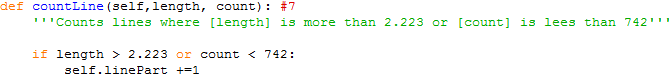 def countLine(self,length, count): #7
    '''Counts lines where [length] is more than 2.223 or [count] is lees than 742'''
    if length > 2.223 or count < 742:
        self.linePart +=1